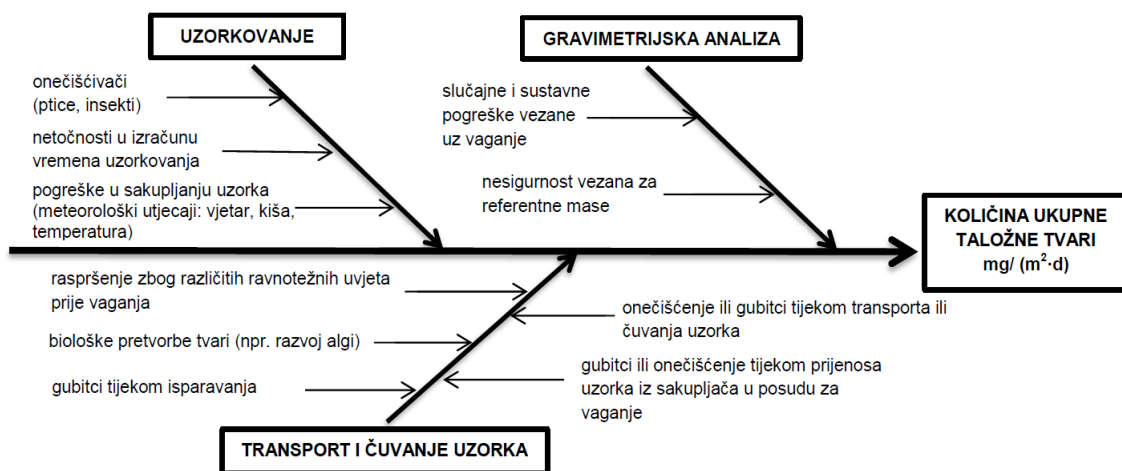 UZORKOVANJE
GRAVIMETRIJSKA ANALIZA
onečišćivači
(ptice, insekti)
netočnosti u izračunu
vremena uzorkovanja
pogreške u sakupljanju uzorka
(meteorološki utjecaji: vjetar, kiša,
temperatura)
slučajne i sustavne
pogreške vezane
uz vaganje
nesigurnost vezana za
referentne mase
KOLIČINA UKUPNE
TALOŽNE TVARI
mg/ (m²·d)
raspršenje zbog različitih ravnotežnih uvjeta
prije vaganja
biološke pretvorbe tvari (npr. razvoj algi)
gubitci tijekom isparavanja
onečišćenje ili gubitci tijekom transporta ili
čuvanja uzorka
gubitci ili onečišćenje tijekom prijenosa
uzorka iz sakupljača u posudu za
vaganje
TRANSPORT I ČUVANJE UZORKA